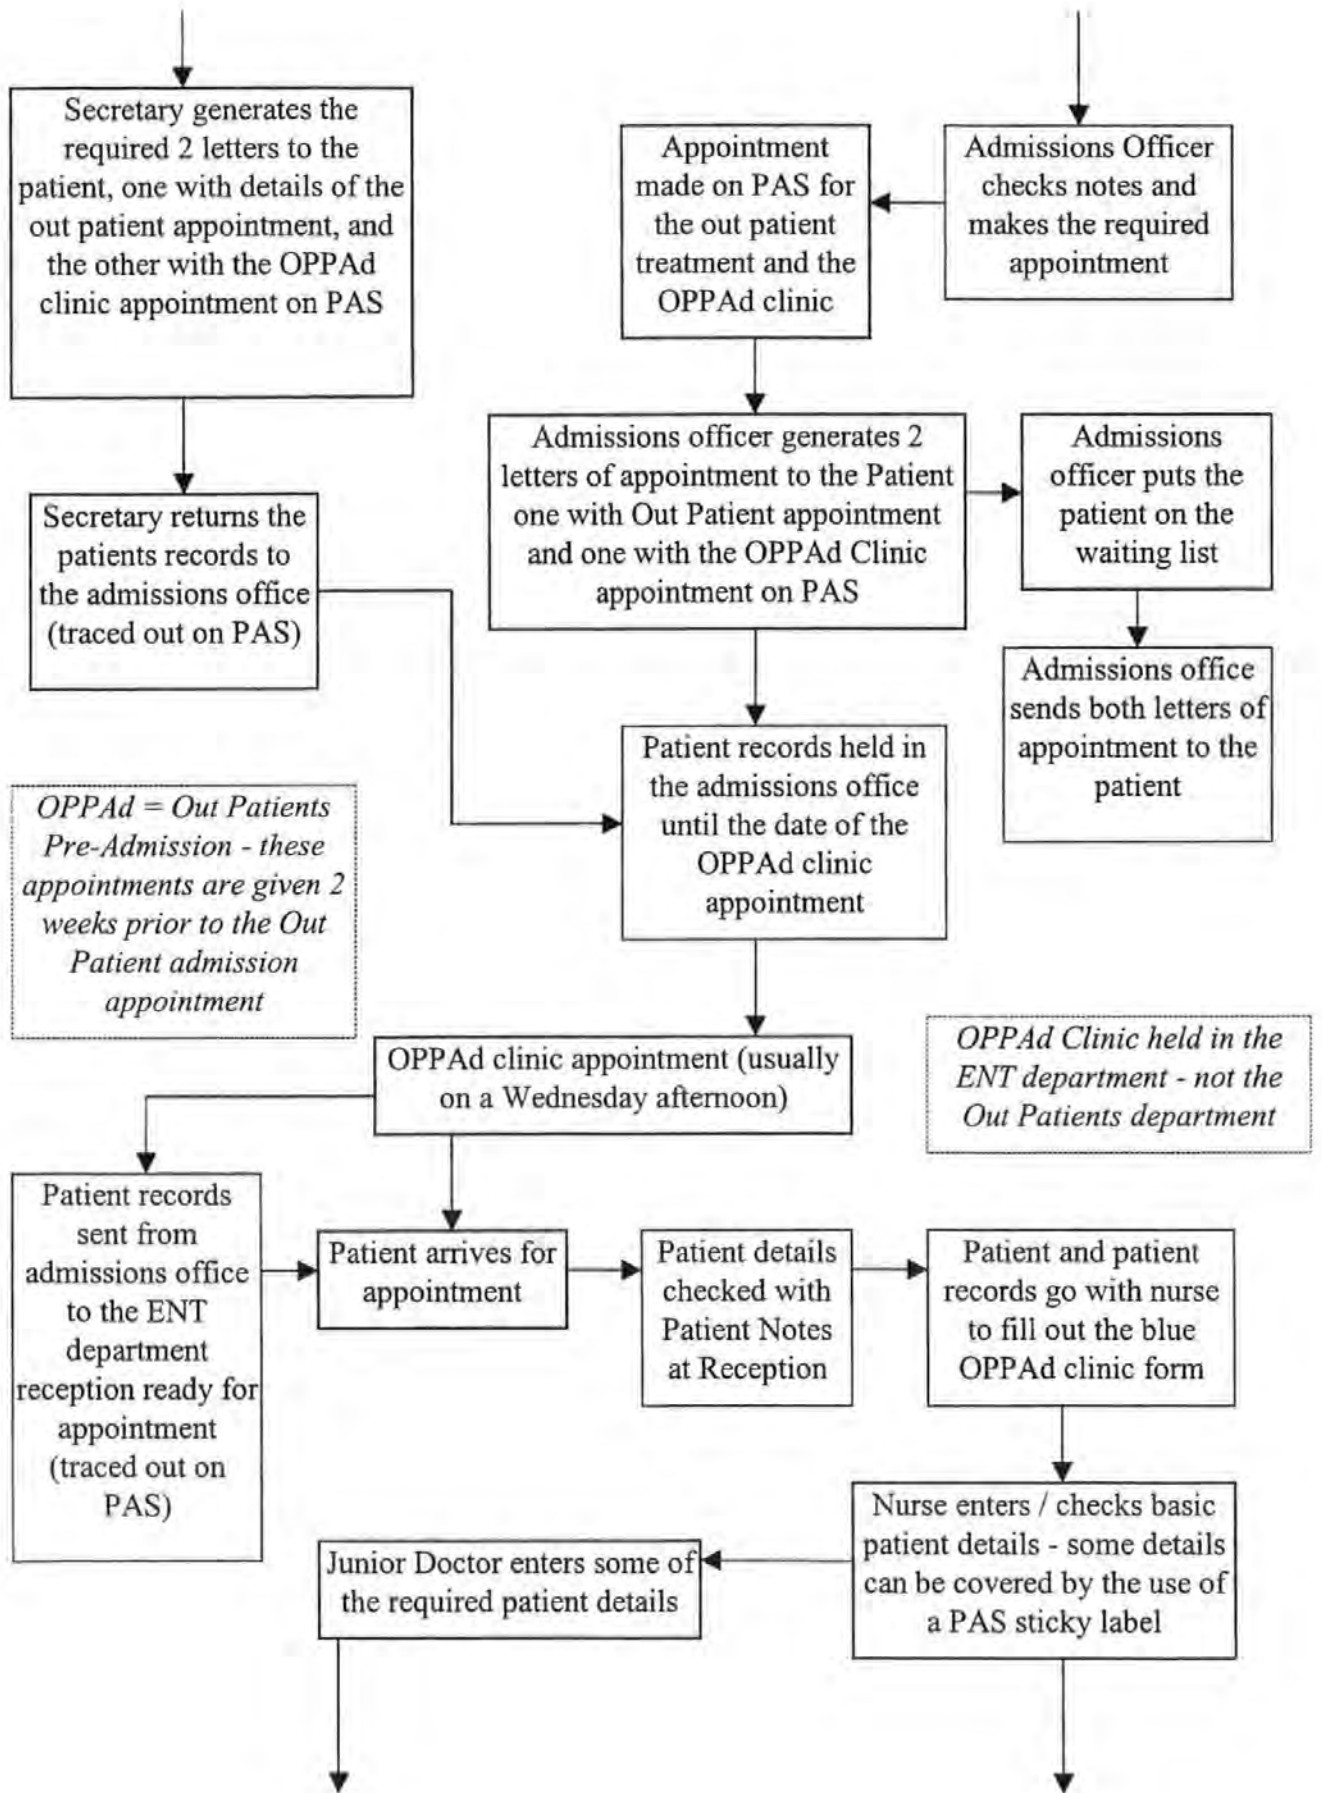 Secretary generates the
required 2 letters to the
patient, one with details of the
out patient appointment, and
the other with the OPPAd
clinic appointment on PAS
Appointment
made on PAS for
the out patient
treatment and the
OPPAd clinic
Admissions Officer
checks notes and
makes the required
appointment
Secretary returns the
patients records to
the admissions office
(traced out on PAS)
Admissions officer generates 2
letters of appointment to the Patient
one with Out Patient appointment
and one with the OPPAd Clinic
appointment on PAS
Admissions
officer puts the
patient on the
waiting list
Admissions office
sends both letters of
appointment to the
patient
Patient records held in
the admissions office
until the date of the
OPPAd clinic
appointment
OPPAd = Out Patients
Pre-Admission - these
appointments are given 2
weeks prior to the Out
Patient admission
appointment
OPPAd clinic appointment (usually
on a Wednesday afternoon)
OPPAd Clinic held in the
ENT department - not the
Out Patients department
Patient records
sent from
admissions office
to the ENT
department
reception ready for
appointment
(traced out on
PAS)
Patient arrives for
appointment
Patient details
checked with
Patient Notes
at Reception
Patient and patient
records go with nurse
to fill out the blue
OPPAd clinic form
Nurse enters / checks basic
patient details - some details
can be covered by the use of
a PAS sticky label
Junior Doctor enters some of
the required patient details